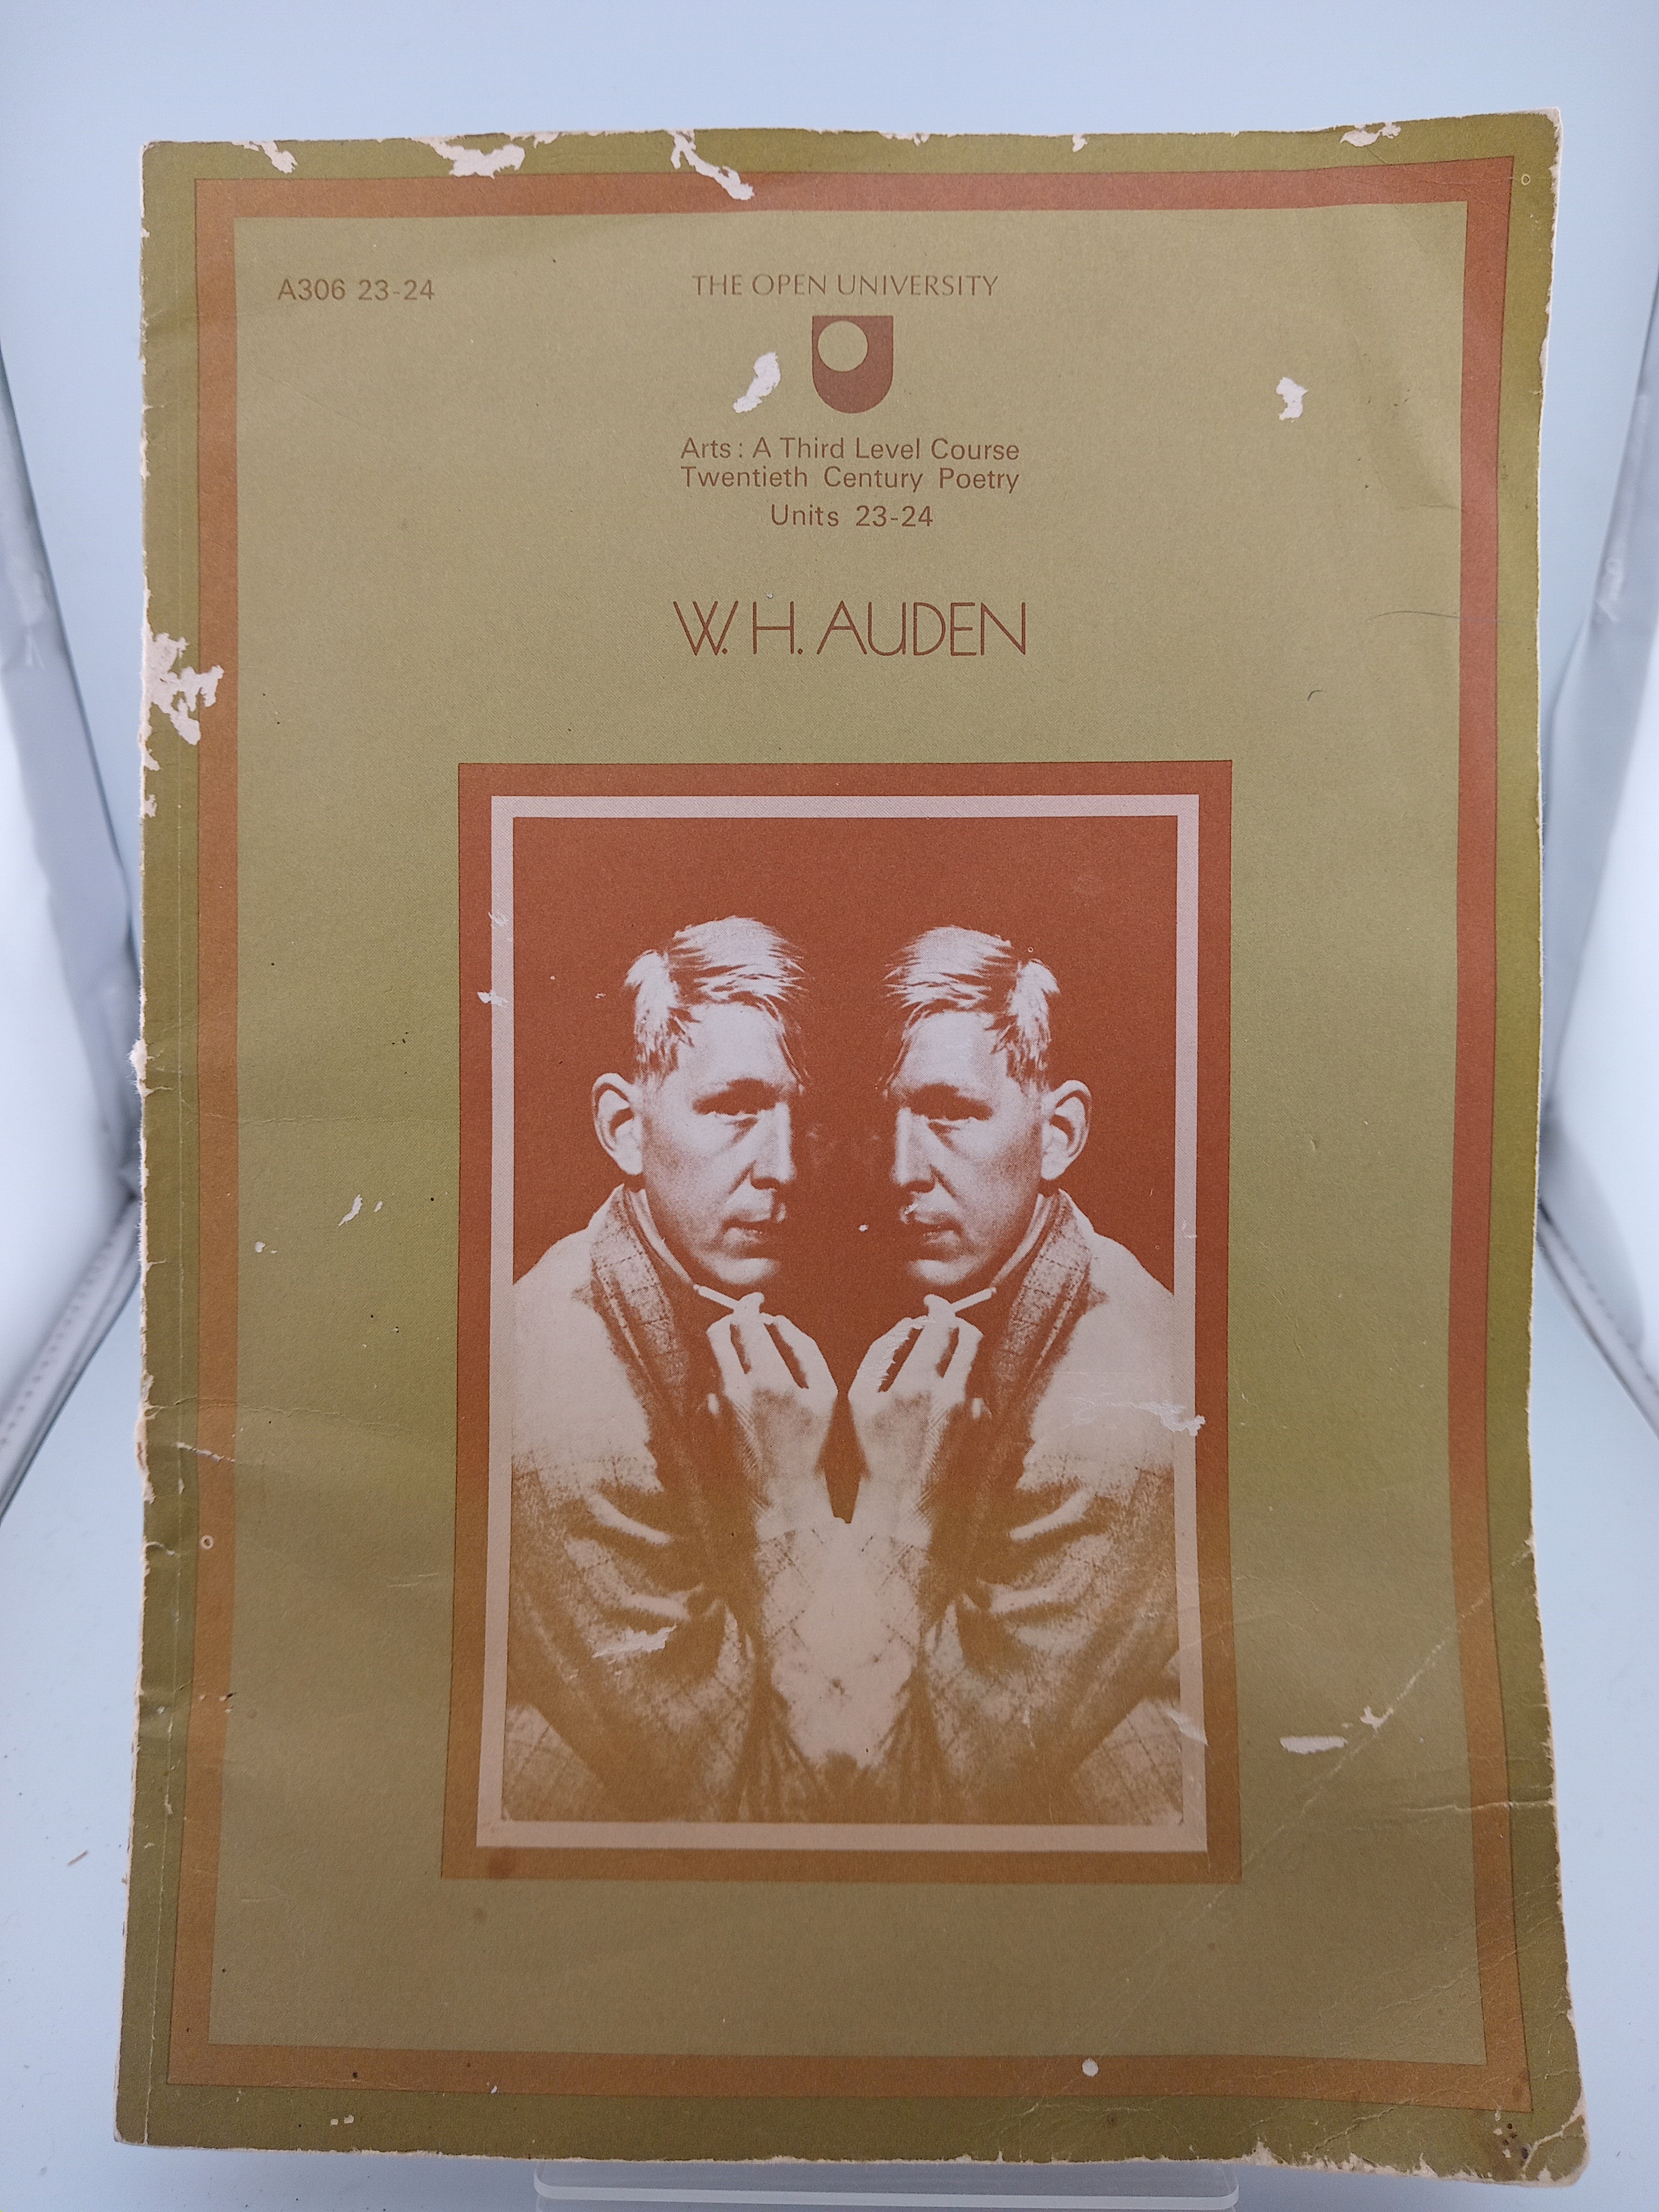 A306 23-24
THE OPEN UNIVERSITY
Arts: A Third Level Course
Twentieth Century Poetry
Units 23-24
W. H. AUDEN